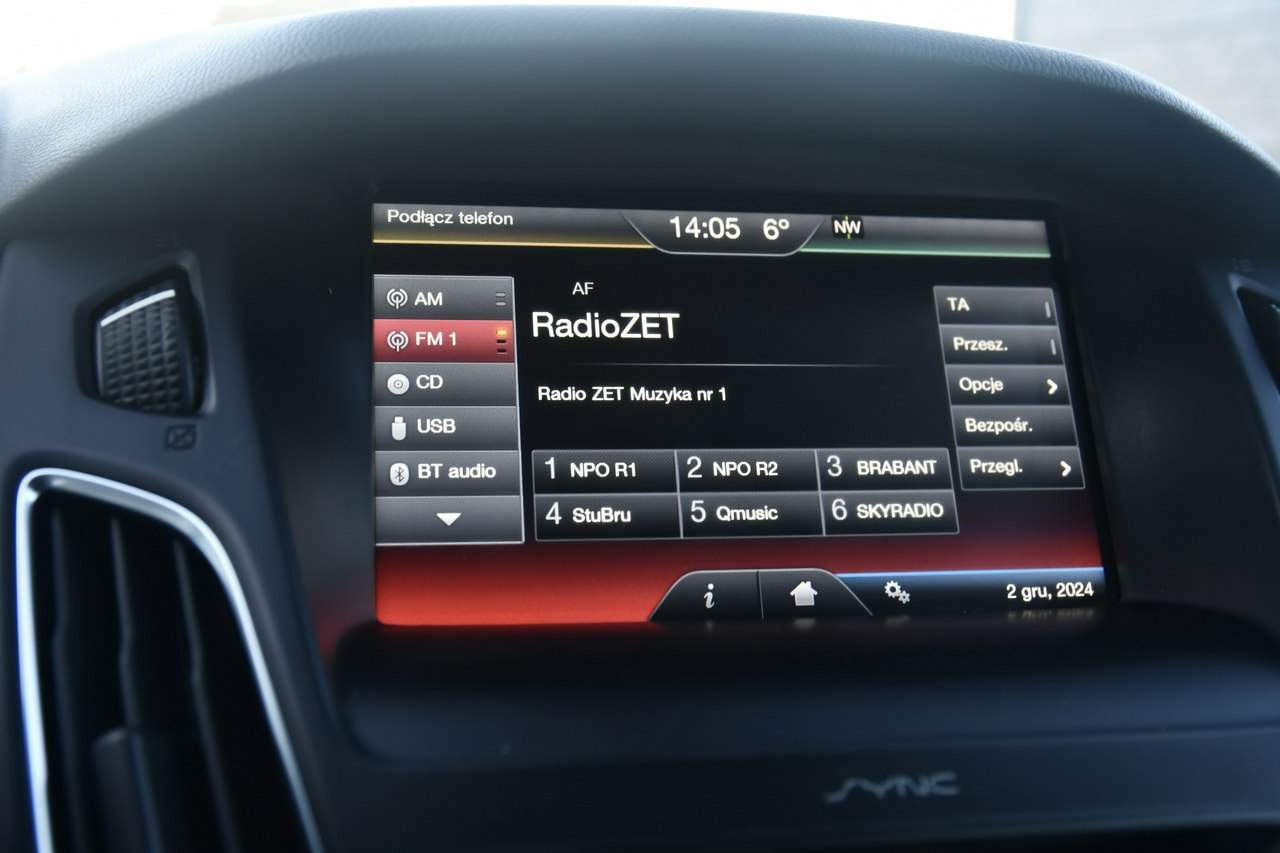 Podłącz telefon
14:05 6° NW
AM
FM 1
CD
USB
BT audio
AF
RadioZET
Radio ZET Muzyka nr 1
1 NPO R1
2 NPO R2
3 BRABANT
4 StuBru
5 Qmusic
6 SKYRADIO
TA
Przesz.
Opcje
Bezpośr.
Przegl.
i
2 gru, 2024
SYNC